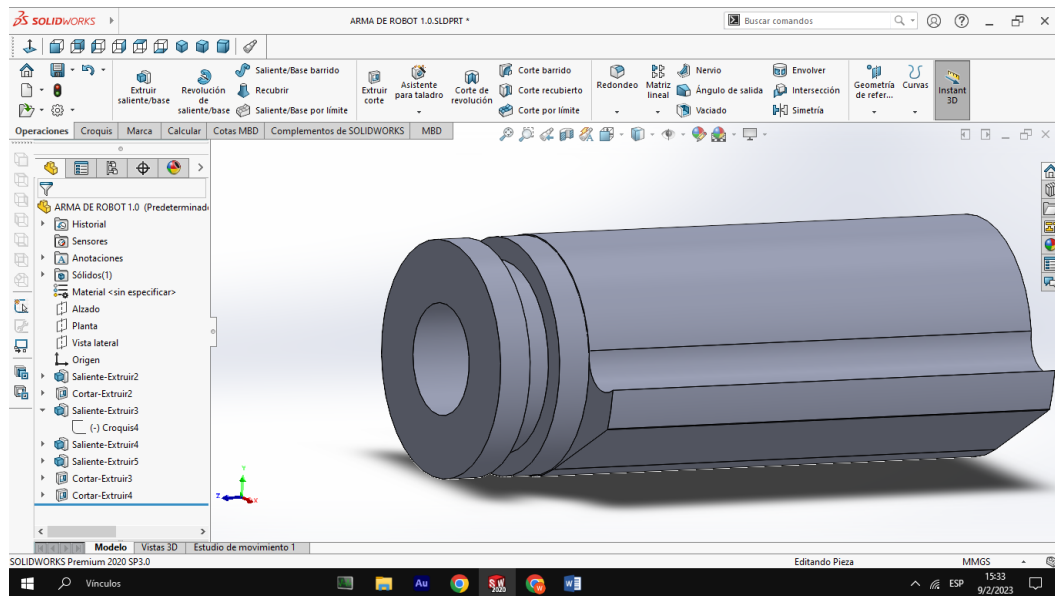 SOLIDWORKS
ARMA DE ROBOT 1.0.SLDPRT *
Buscar comandos
Extruir saliente/base
Revolución de saliente/base
Saliente/Base barrido
Recubrir
Saliente/Base por límite
Extruir corte
Asistente para taladro
Corte de revolución
Corte barrido
Corte recubierto
Corte por límite
Redondeo
Matriz lineal
Nervio
Ángulo de salida
Vaciado
Envolver
Intersección
Simetría
Geometría de refer...
Curvas
Instant 3D
Operaciones Croquis Marca Calcular Cotas MBD Complementos de SOLIDWORKS MBD
ARMA DE ROBOT 1.0 (Predeterminad
Historial
Sensores
Anotaciones
Sólidos(1)
Material <sin especificar>
Alzado
Planta
Vista lateral
Origen
Saliente-Extruir2
Cortar-Extruir2
Saliente-Extruir3
(-) Croquis4
Saliente-Extruir4
Saliente-Extruir5
Cortar-Extruir3
Cortar-Extruir4
Y
Z
X
Modelo Vistas 3D Estudio de movimiento 1
SOLIDWORKS Premium 2020 SP3.0 Editando Pieza MMGS
Vínculos
Au
SW
2020
W
ESP
15:33
9/2/2023